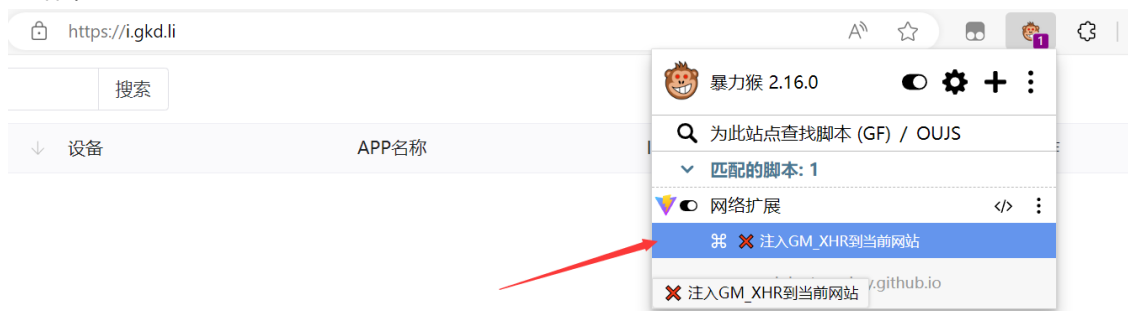 https://i.gkd.li
A
1
暴力猴 2.16.0
搜索
为此站点查找脚本 (GF) / OUJS
设备
APP名称
匹配的脚本: 1
网络扩展
</>
⌘ ❌ 注入GM_XHR到当前网站
.github.io
❌ 注入GM_XHR到当前网站